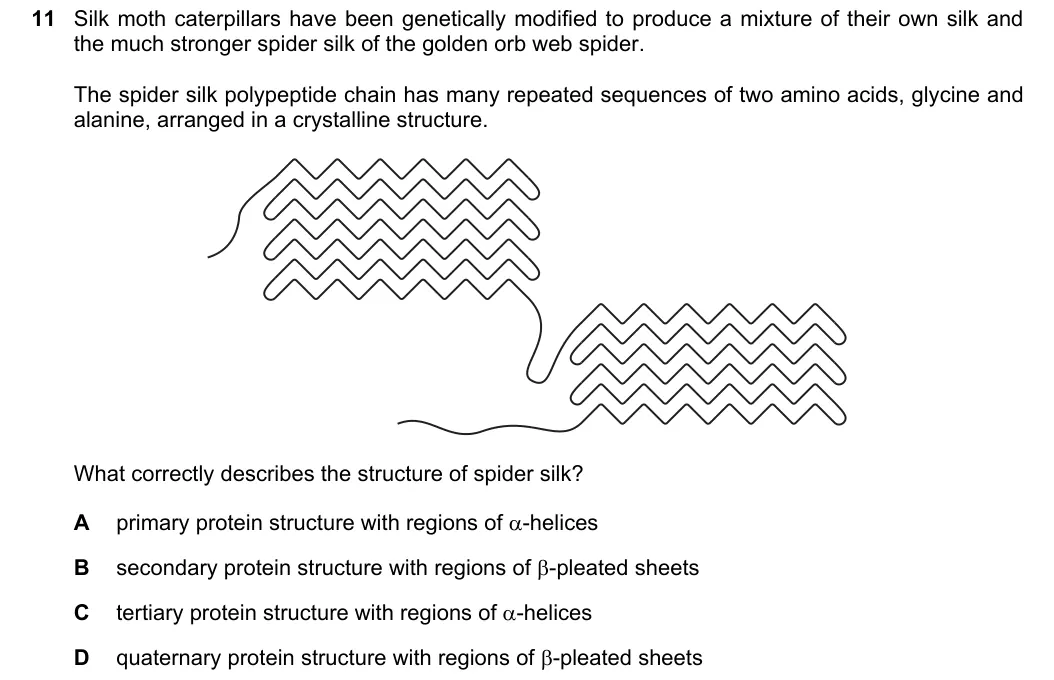 11 Silk moth caterpillars have been genetically modified to produce a mixture of their own silk and
the much stronger spider silk of the golden orb web spider.
The spider silk polypeptide chain has many repeated sequences of two amino acids, glycine and
alanine, arranged in a crystalline structure.
What correctly describes the structure of spider silk?
A primary protein structure with regions of α-helices
B secondary protein structure with regions of β-pleated sheets
C tertiary protein structure with regions of α-helices
D quaternary protein structure with regions of β-pleated sheets